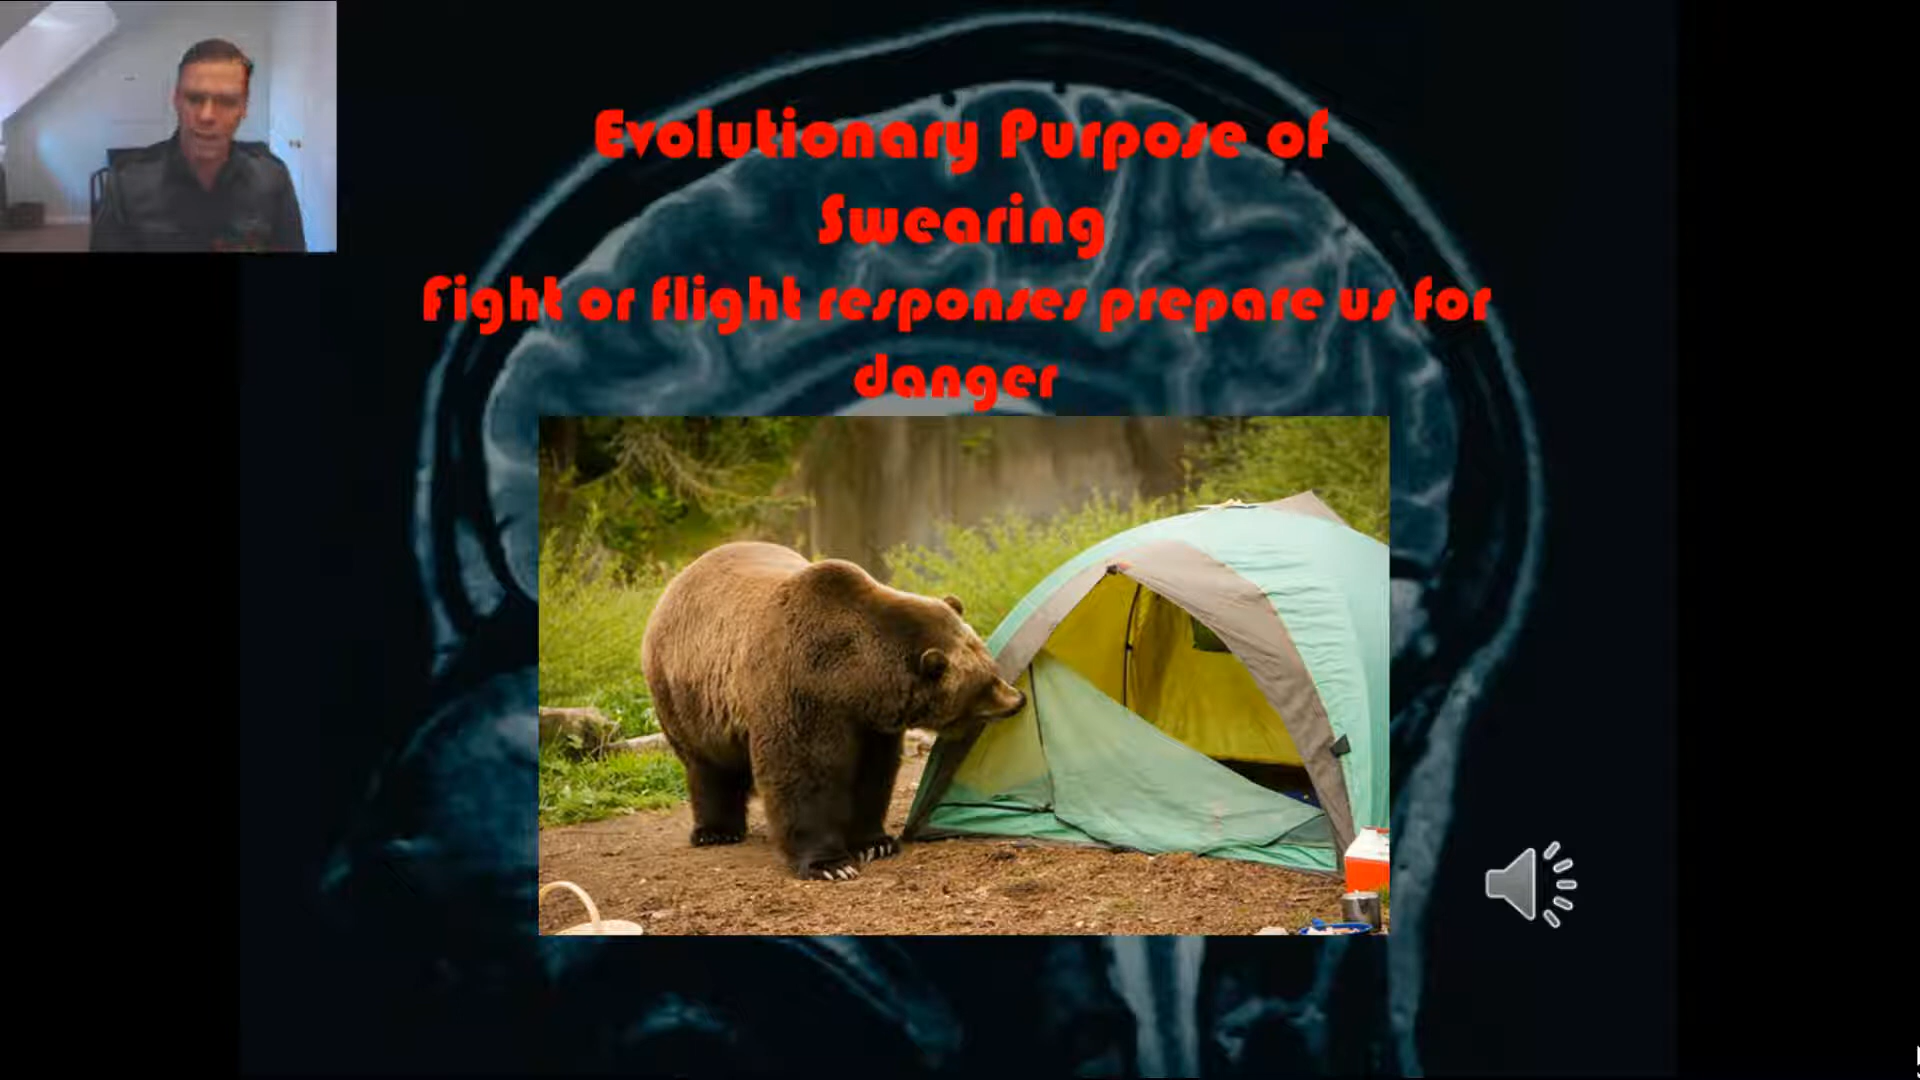 Evolutionary Purpose of
Swearing
Fight or flight responses prepare us for
danger